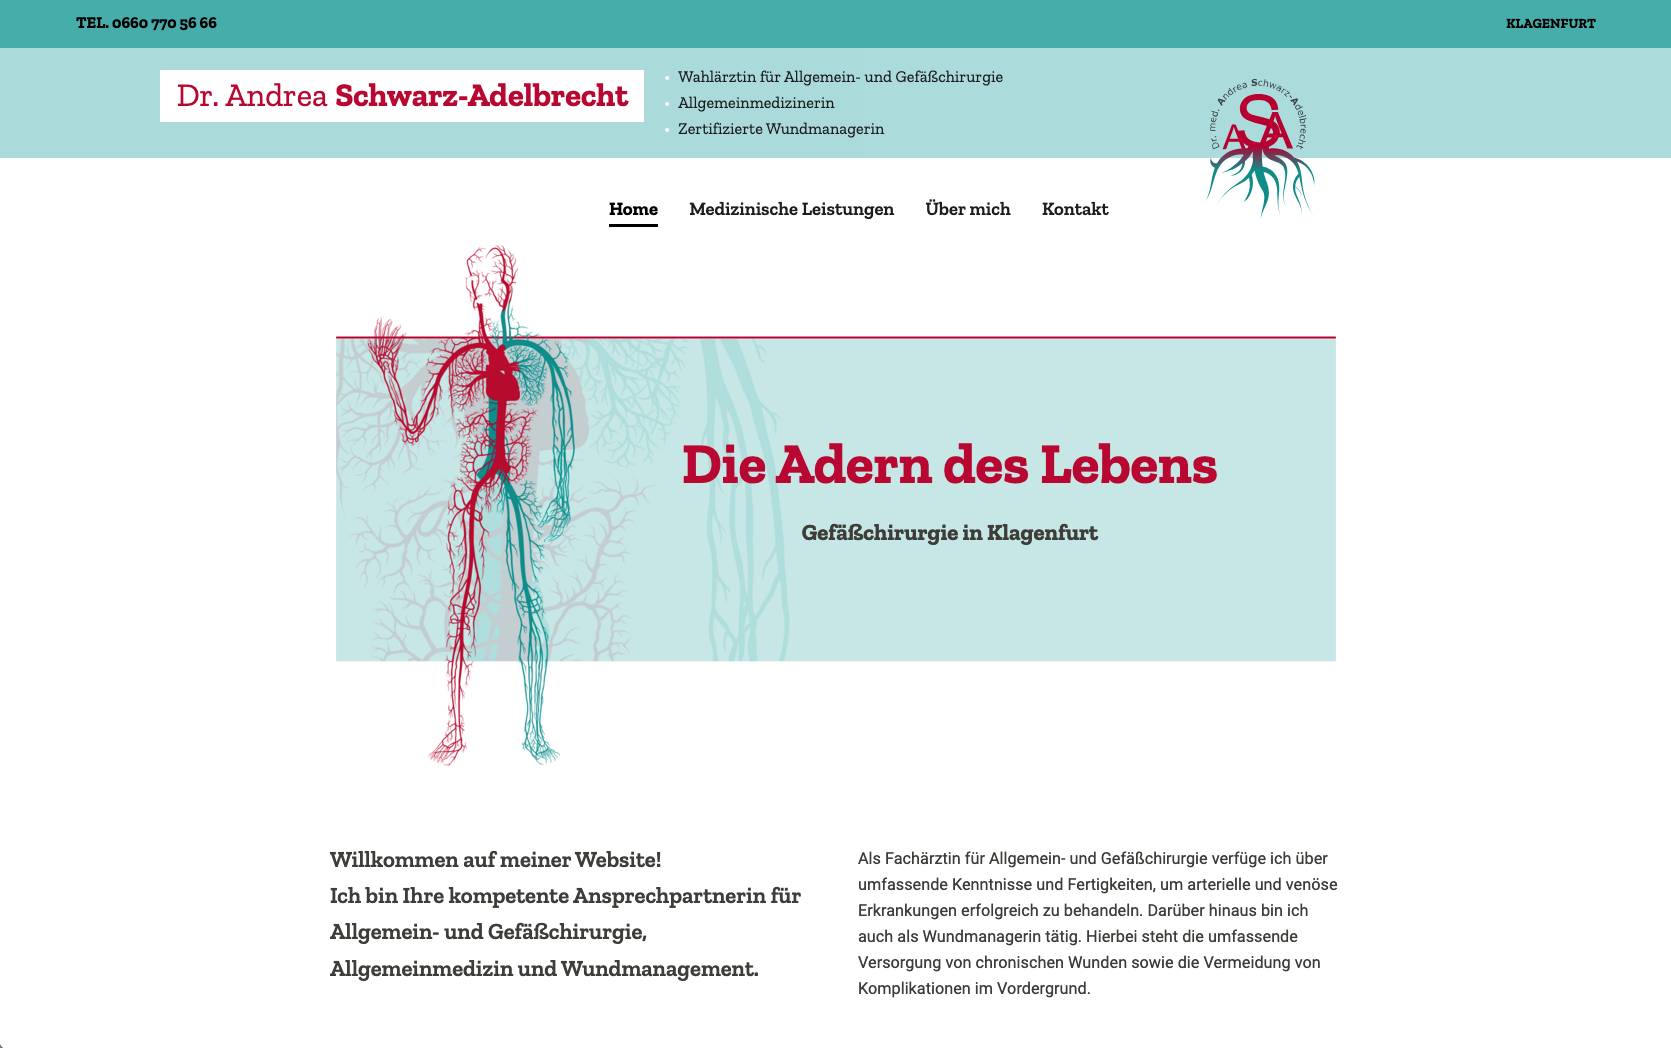 TEL. 0660 770 56 66
KLAGENFURT
Dr. Andrea Schwarz-Adelbrecht
Wahlärztin für Allgemein- und Gefäßchirurgie
Allgemeinmedizinerin
Zertifizierte Wundmanagerin
Dr. med. Andrea Schwarz-Adelbrecht
ASA
Home Medizinische Leistungen Über mich Kontakt
Die Adern des Lebens
Gefäßchirurgie in Klagenfurt
Willkommen auf meiner Website!
Ich bin Ihre kompetente Ansprechpartnerin für
Allgemein- und Gefäßchirurgie,
Allgemeinmedizin und Wundmanagement.
Als Fachärztin für Allgemein- und Gefäßchirurgie verfüge ich über
umfassende Kenntnisse und Fertigkeiten, um arterielle und venöse
Erkrankungen erfolgreich zu behandeln. Darüber hinaus bin ich
auch als Wundmanagerin tätig. Hierbei steht die umfassende
Versorgung von chronischen Wunden sowie die Vermeidung von
Komplikationen im Vordergrund.